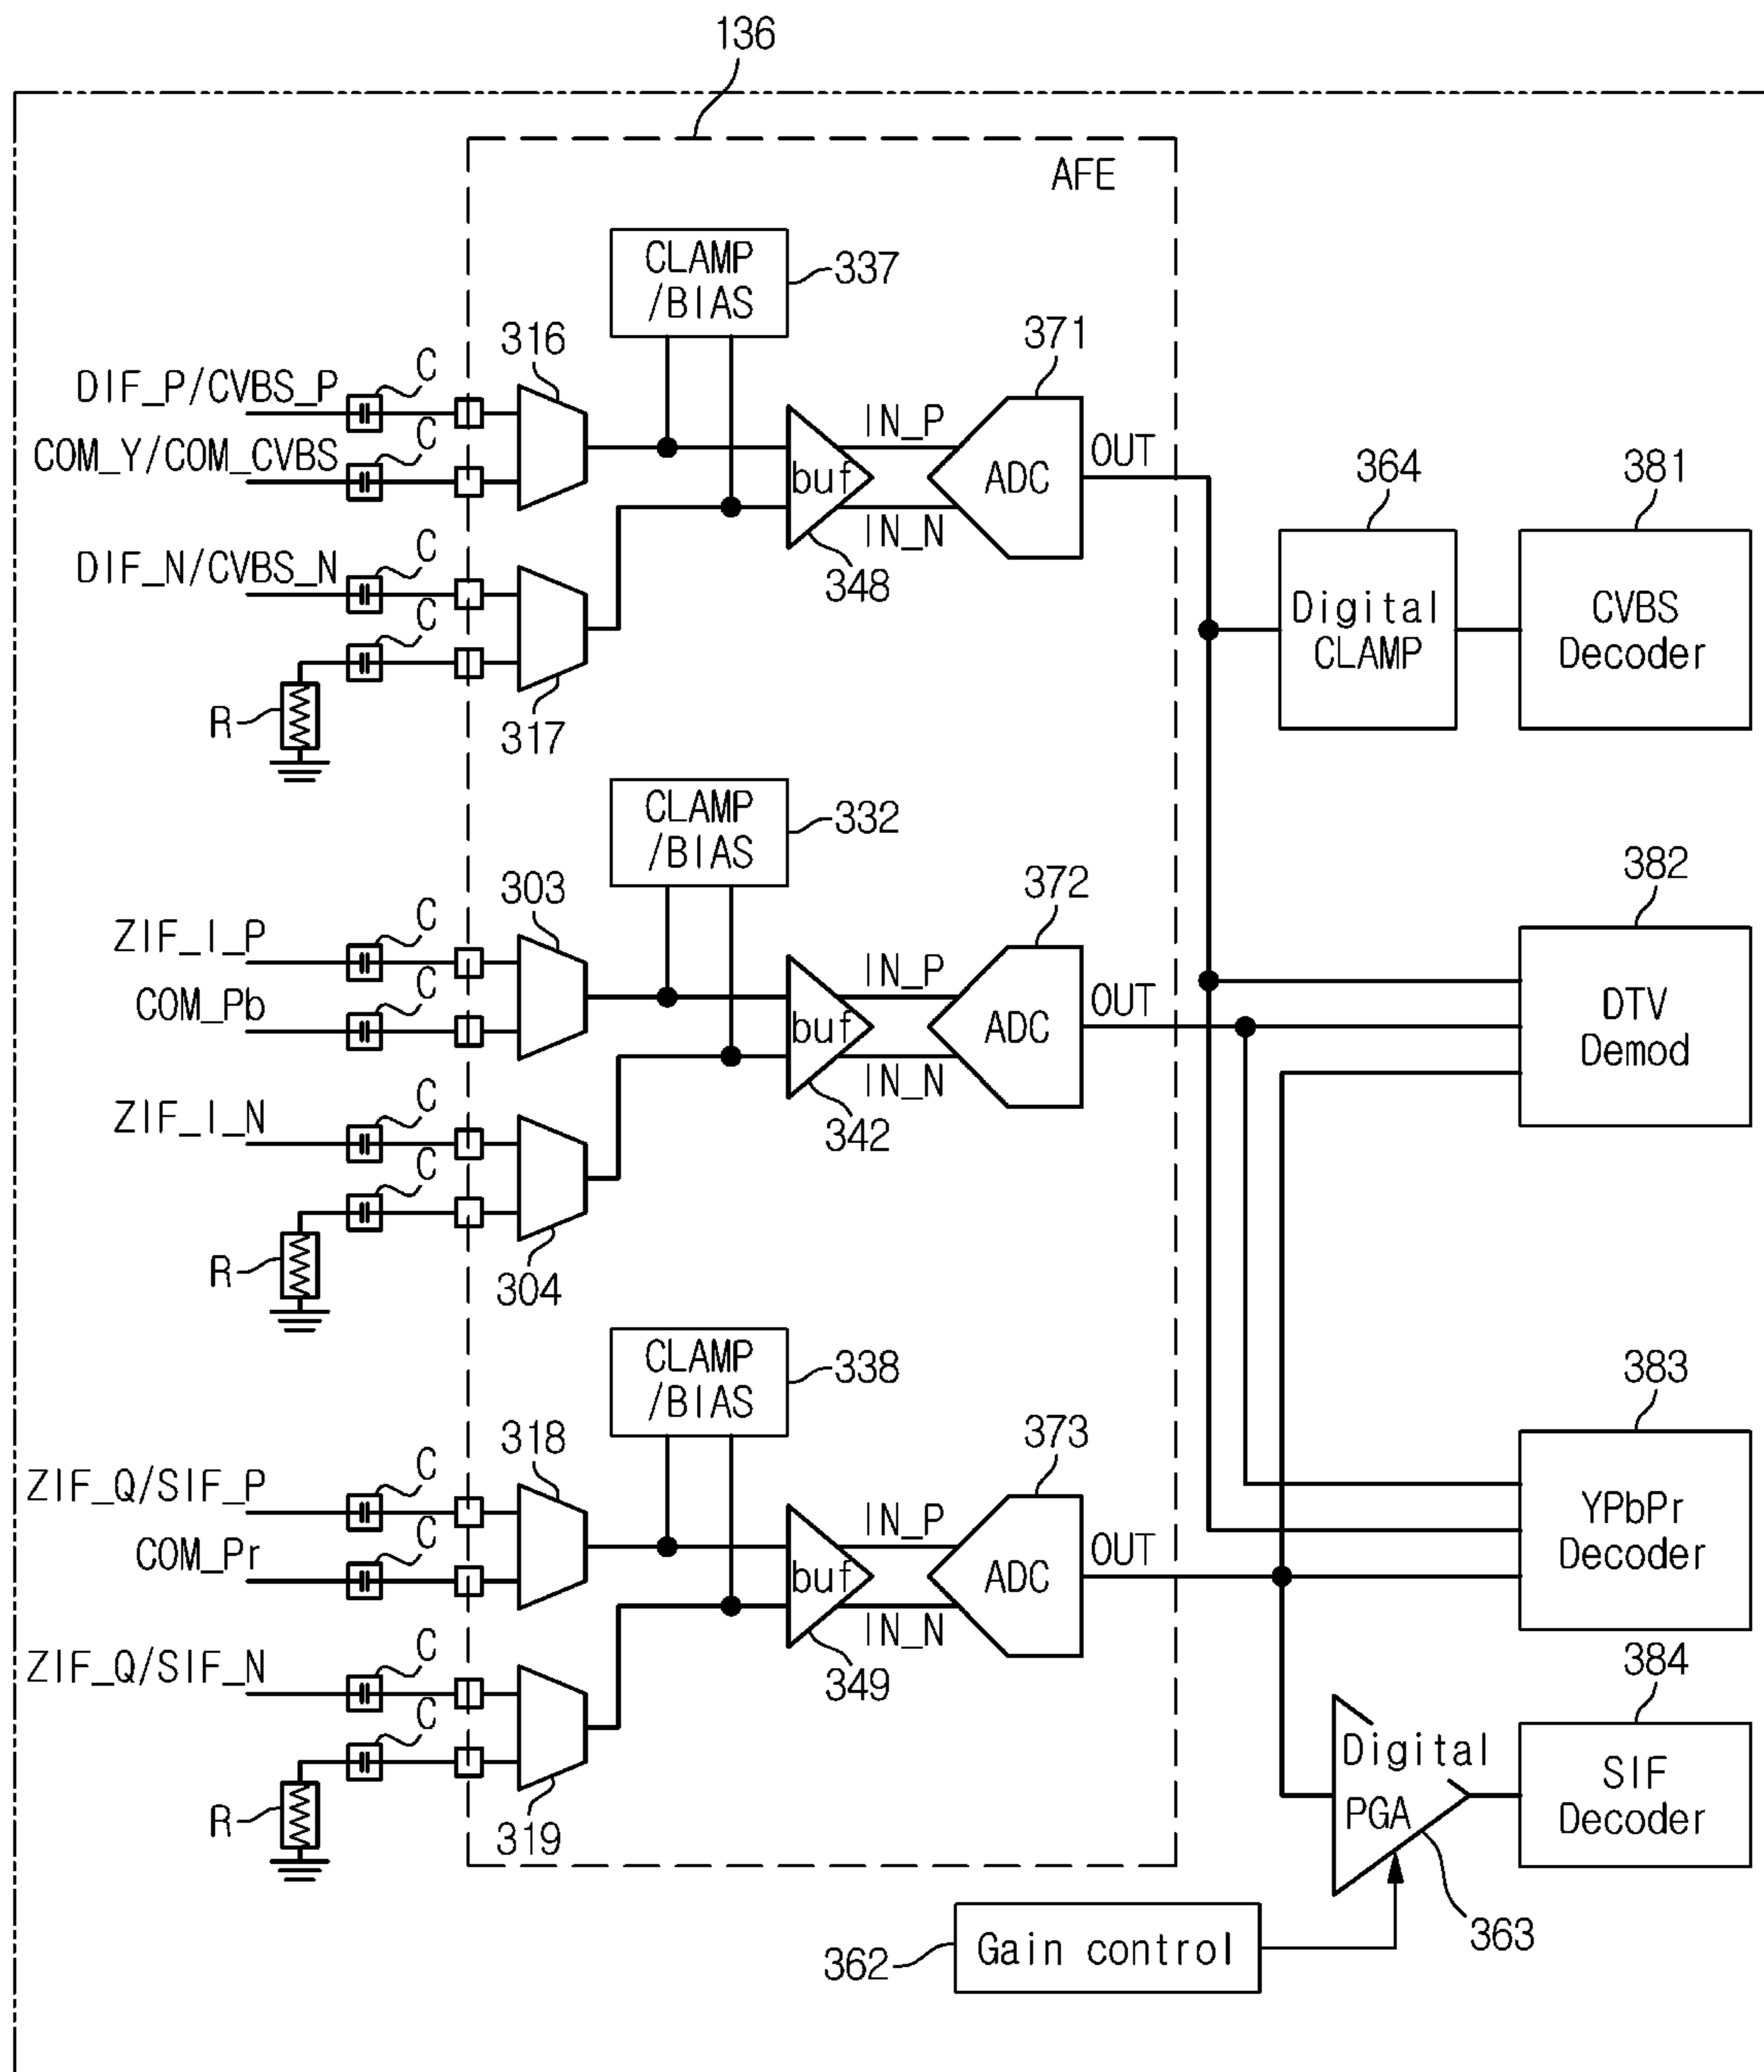 136
AFE
CLAMP
/BIAS
337
316
371
DIF_P/CVBS_P
C
COM_Y/COM_CVBS
C
IN_P
buf
ADC
OUT
IN_N
348
364
381
DIF_N/CVBS_N
C
C
Digital
CLAMP
CVBS
Decoder
R
317
CLAMP
/BIAS
332
303
372
382
ZIF_I_P
C
COM_Pb
C
IN_P
buf
ADC
OUT
IN_N
342
DTV
Demod
ZIF_I_N
C
C
R
304
CLAMP
/BIAS
338
318
373
383
ZIF_Q/SIF_P
C
COM_Pr
C
IN_P
buf
ADC
OUT
IN_N
349
YPbPr
Decoder
ZIF_Q/SIF_N
C
C
R
319
384
Digital
PGA
SIF
Decoder
363
362
Gain control